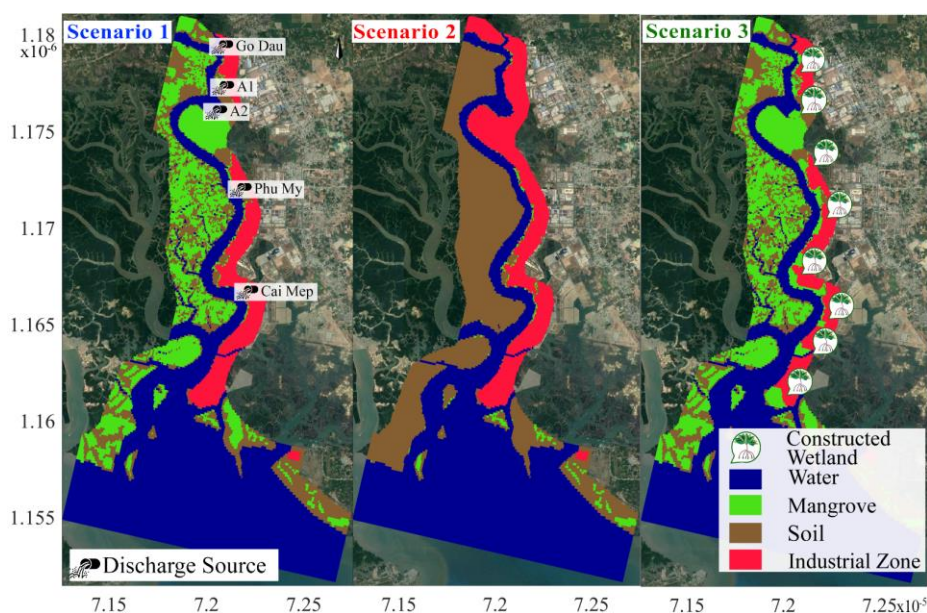 Scenario 1
Scenario 2
Scenario 3
1.18
x10⁻⁶
1.175
1.17
1.165
1.16
1.155
Go Dau
A1
A2
Phu My
Cai Mep
Discharge Source
Constructed
Wetland
Water
Mangrove
Soil
Industrial Zone
7.15
7.2
7.25
7.15
7.2
7.25
7.15
7.2
7.25x10⁻⁵